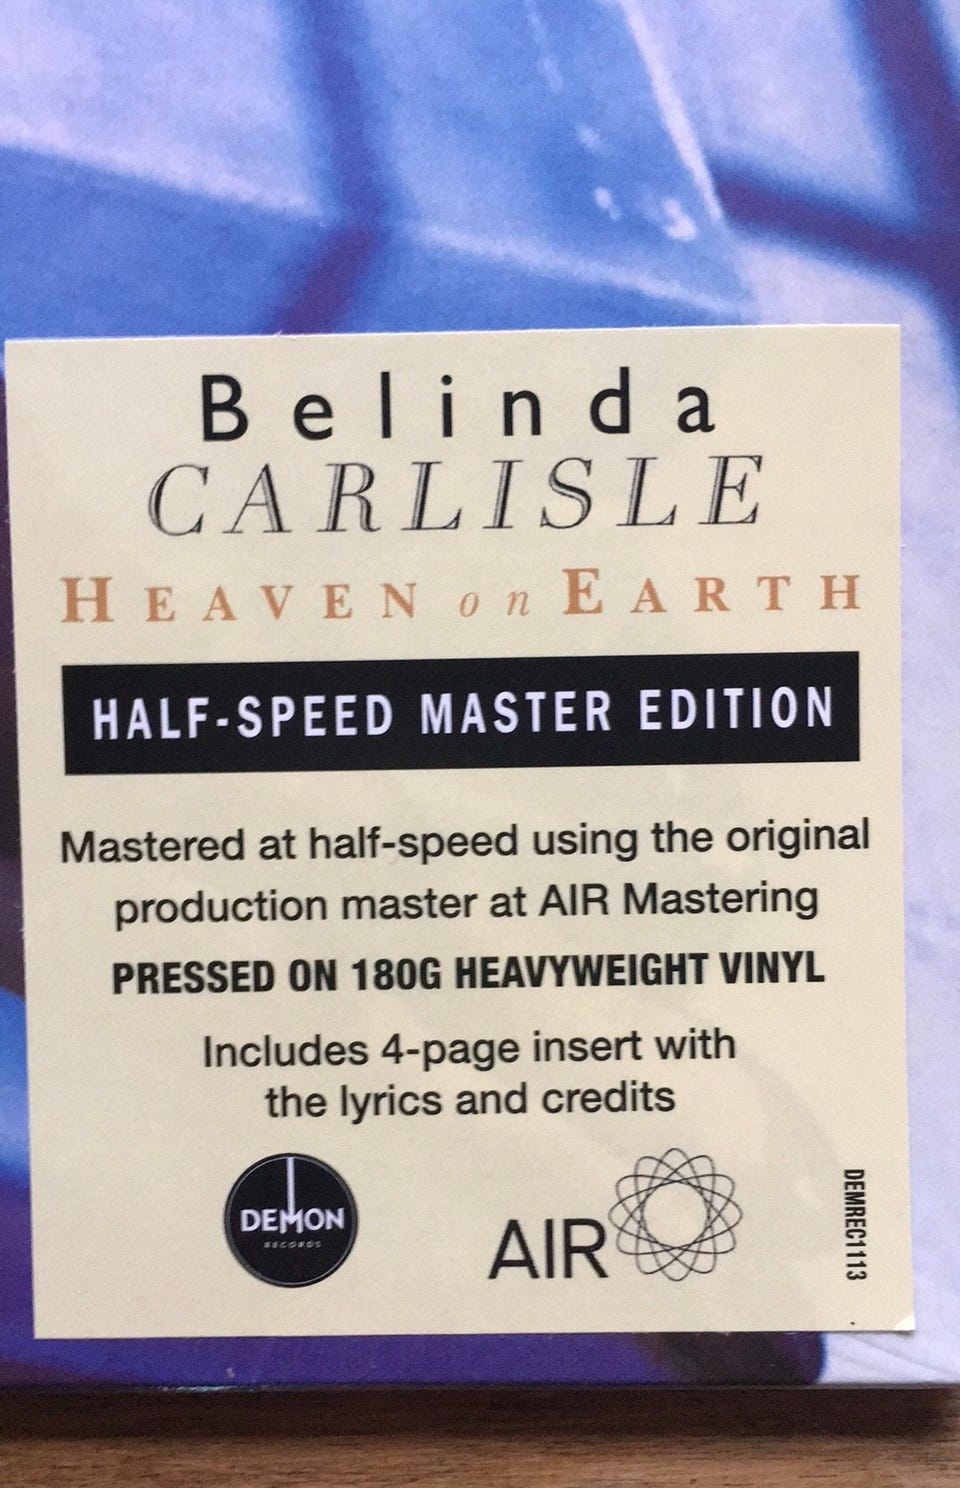 Belinda
CARLISLE
HEAVEN on EARTH
HALF-SPEED MASTER EDITION
Mastered at half-speed using the original
production master at AIR Mastering
PRESSED ON 180G HEAVYWEIGHT VINYL
Includes 4-page insert with
the lyrics and credits
DEMON
RECORDS
AIR
DEMREC1113